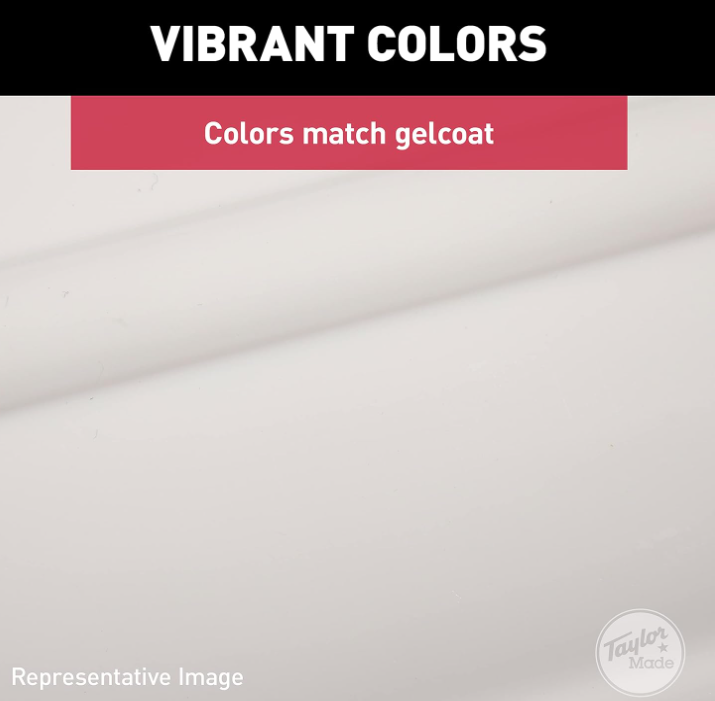 VIBRANT COLORS
Colors match gelcoat
Representative Image
Taylor
Made